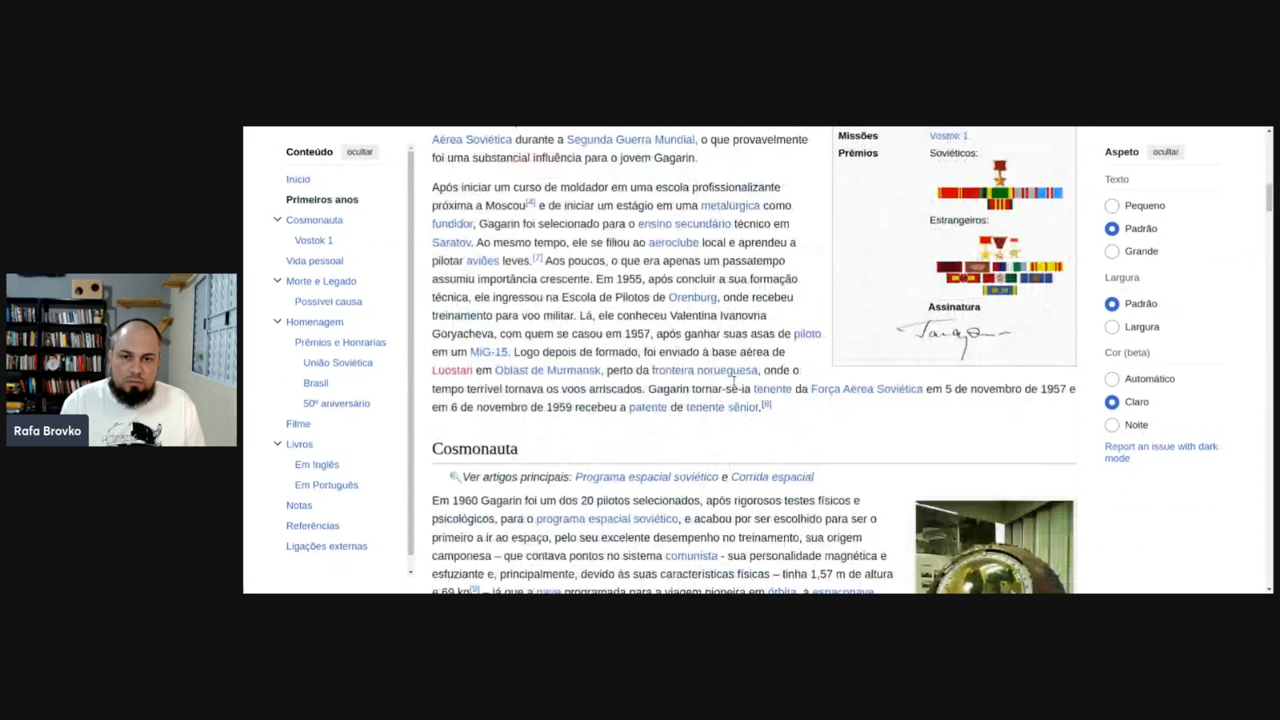 Rafa Brovko
Conteúdo ocultar
Início
Primeiros anos
Cosmonauta
Vostok 1
Vida pessoal
Morte e Legado
Possível causa
Homenagem
Prêmios e Honrarias
União Soviética
Brasil
50º aniversário
Filme
Livros
Em Inglês
Em Português
Notas
Referências
Ligações externas
Aérea Soviética durante a Segunda Guerra Mundial, o que provavelmente
foi uma substancial influência para o jovem Gagarin.
Após iniciar um curso de moldador em uma escola profissionalizante
próxima a Moscou[4] e de iniciar um estágio em uma metalúrgica como
fundidor, Gagarin foi selecionado para o ensino secundário técnico em
Saratov. Ao mesmo tempo, ele se filiou ao aeroclube local e aprendeu a
pilotar aviões leves.[7] Aos poucos, o que era apenas um passatempo
assumiu importância crescente. Em 1955, após concluir a sua formação
técnica, ele ingressou na Escola de Pilotos de Orenburg, onde recebeu
treinamento para voo militar. Lá, ele conheceu Valentina Ivanovna
Goryacheva, com quem se casou em 1957, após ganhar suas asas de piloto
em um MiG-15. Logo depois de formado, foi enviado à base aérea de
Luostari em Oblast de Murmansk, perto da fronteira norueguesa, onde o
tempo terrível tornava os voos arriscados. Gagarin tornar-se-ia tenente da Força Aérea Soviética em 5 de novembro de 1957 e
em 6 de novembro de 1959 recebeu a patente de tenente sênior.[8]
Cosmonauta
Ver artigos principais: Programa espacial soviético e Corrida espacial
Em 1960 Gagarin foi um dos 20 pilotos selecionados, após rigorosos testes físicos e
psicológicos, para o programa espacial soviético, e acabou por ser escolhido para ser o
primeiro a ir ao espaço, pelo seu excelente desempenho no treinamento, sua origem
camponesa – que contava pontos no sistema comunista - sua personalidade magnética e
esfuziante e, principalmente, devido às suas características físicas – tinha 1,57 m de altura
e 69 kg[9] – já que a nave programada para a viagem pioneira em órbita, a espaçonave
Missões Vostok 1
Prêmios Soviéticos:
Estrangeiros:
Assinatura
Aspeto ocultar
Texto
Pequeno
Padrão
Grande
Largura
Padrão
Largura
Cor (beta)
Automático
Claro
Noite
Report an issue with dark
mode